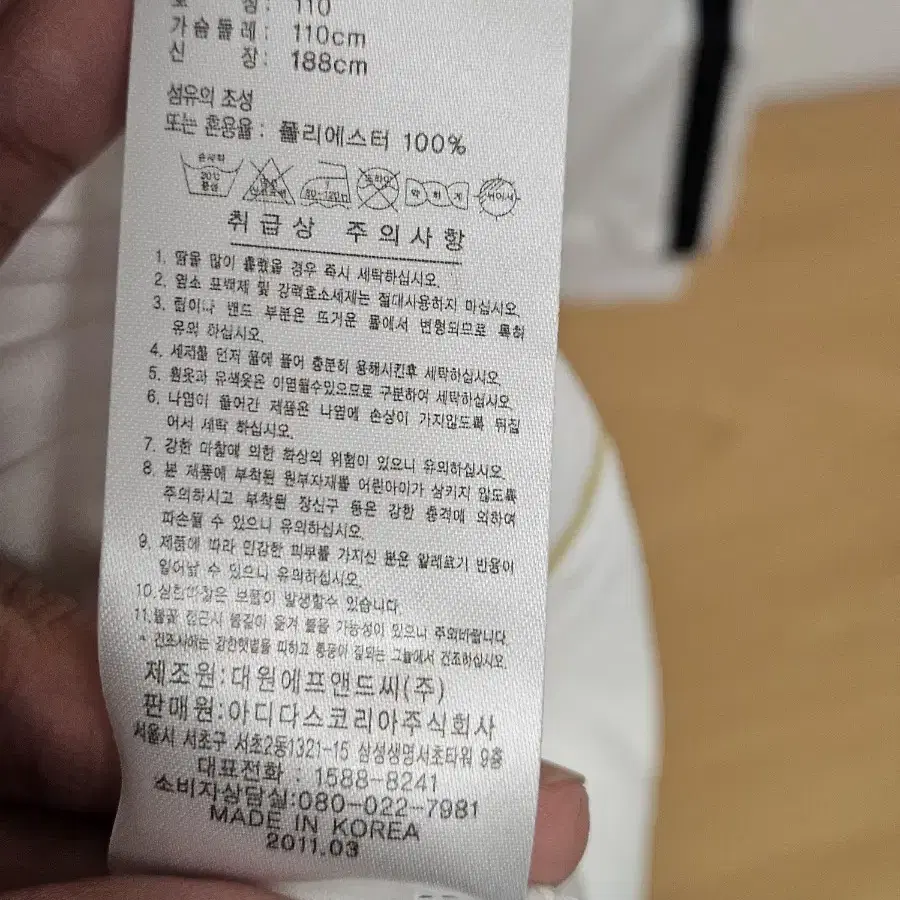 호 칭: 110
가슴둘레: 110cm
신 장: 188cm
섬유의 조성
또는 혼용율: 폴리에스터 100%
손세탁 30℃ 중성 80~120℃ 드라이 약하게
취급상 주의사항
1. 땀을 많이 흘렸을 경우 즉시 세탁하십시오.
2. 염소 표백제 및 강력효소세제는 절대사용하지 마십시오.
3. 립이나 밴드 부분은 뜨거운 물에서 변형되므로 특히
유의 하십시오.
4. 세제를 먼저 물에 풀어 충분히 용해시킨후 세탁하십시오.
5. 흰옷과 유색옷은 이염될수있으므로 구분하여 세탁하십시오.
6. 나염이 들어간 제품은 나염에 손상이 가지않도록 뒤집
어서 세탁 하십시오.
7. 강한 마찰에 의한 화상의 위험이 있으니 유의하십시오.
8. 본 제품에 부착된 원부자재를 어린아이가 삼키지 않도록
주의하시고 부착된 장신구 등은 강한 충격에 의하여
파손될 수 있으니 유의하십시오.
9. 제품에 따라 민감한 피부를 가지신 분은 알레르기 반응이
일어날 수 있으니 유의하십시오.
10. 심한마찰은 보풀이 발생할수 있습니다.
11. 불꽃 접근시 불길이 옮겨 붙을 가능성이 있으니 주의바랍니다.
* 건조시에는 강한햇볕을 피하고 통풍이 잘되는 그늘에서 건조하십시오.
제조원:대원에프앤드씨(주)
판매원:아디다스코리아주식회사
서울시 서초구 서초2동1321-15 삼성생명서초타워 9층
대표전화 : 1588-8241
소비자상담실:080-022-7981
MADE IN KOREA
2011.03